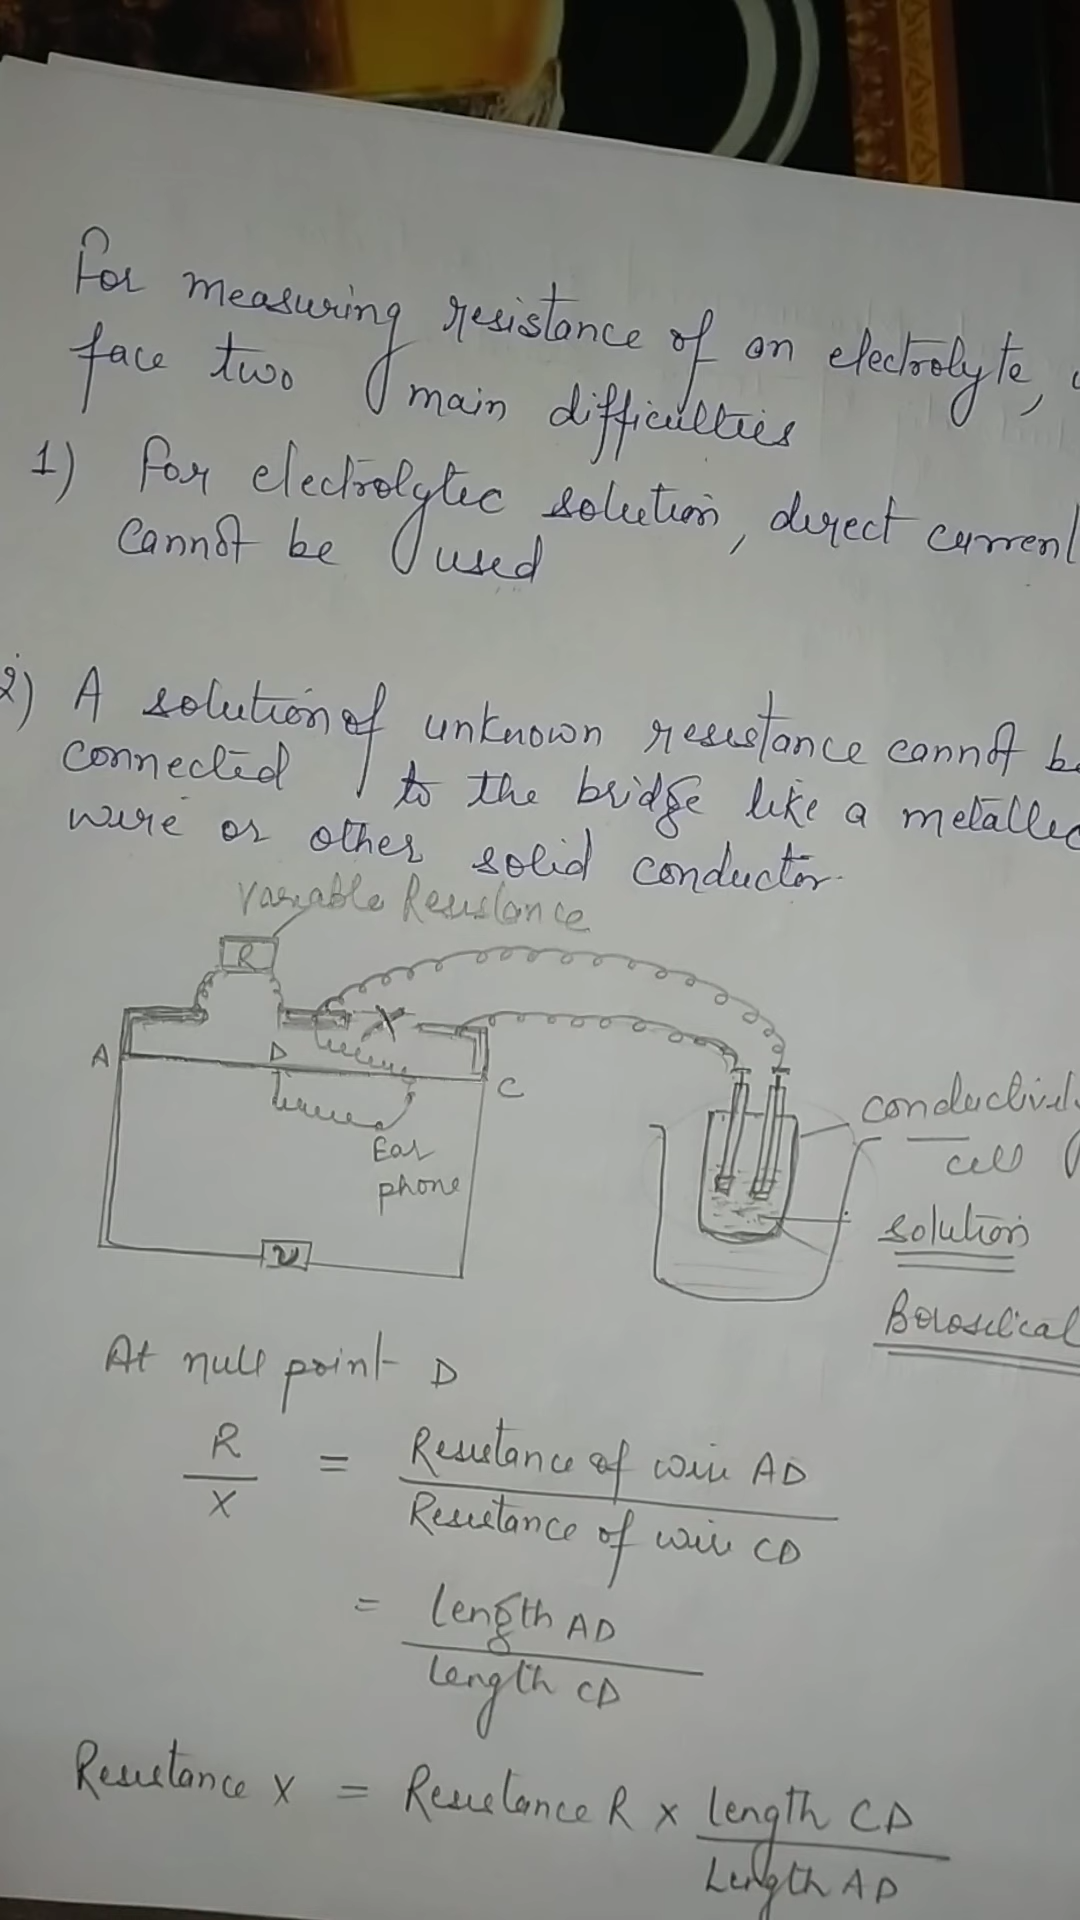 For measuring resistance of an electrolyte,
face two main difficulties
1) For electrolytic solution, direct current
cannot be used
2) A solution of unknown resistance cannot be
connected to the bridge like a metallic
wire or other solid conductor.
Variable Resistance
R
X
A D C
Ear
phone
conductivity
cell
solution
Borosilical
At null point D
R/X = Resistance of wire AD / Resistance of wire CD
= Length AD / Length CD
Resistance X = Resistance R x Length CD / Length AD